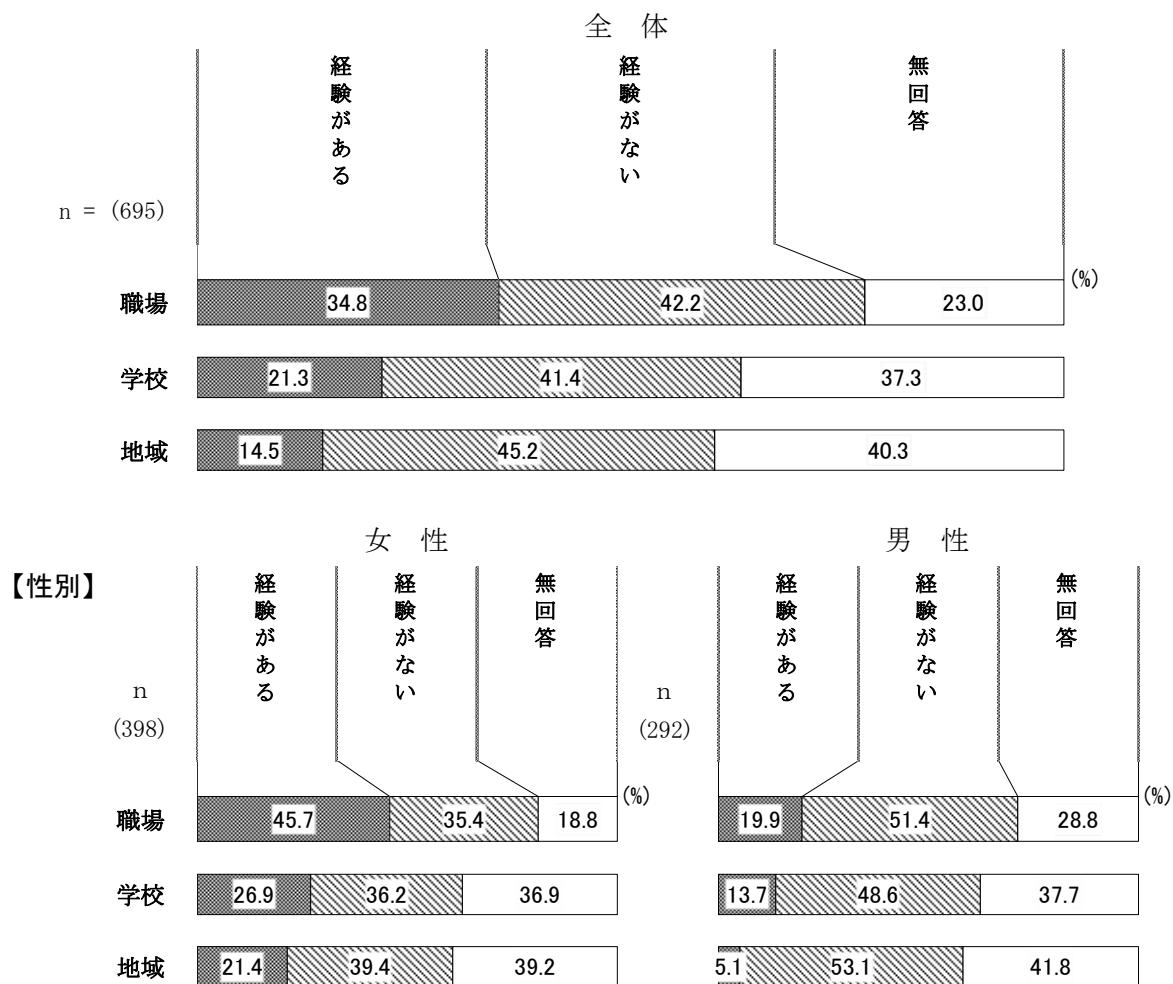 全 体
経験がある
経験がない
無回答
n = (695)
(%)
職場 34.8 42.2 23.0
学校 21.3 41.4 37.3
地域 14.5 45.2 40.3
女 性
男 性
【性別】
経験がある
経験がない
無回答
経験がある
経験がない
無回答
n
(398)
n
(292)
(%)
(%)
職場 45.7 35.4 18.8 19.9 51.4 28.8
学校 26.9 36.2 36.9 13.7 48.6 37.7
地域 21.4 39.4 39.2 5.1 53.1 41.8